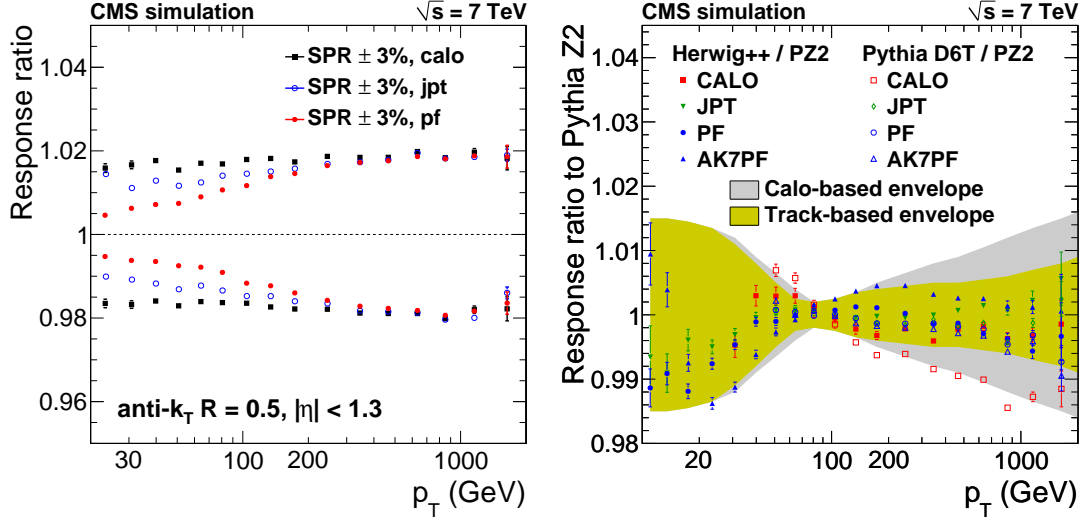 CMS simulation √s = 7 TeV
Response ratio
1.04
1.02
1
0.98
0.96
SPR ± 3%, calo
SPR ± 3%, jpt
SPR ± 3%, pf
anti-k_T R = 0.5, |η| < 1.3
30 100 200 1000
p_T (GeV)
CMS simulation √s = 7 TeV
Response ratio to Pythia Z2
1.04
1.03
1.02
1.01
1.00
0.99
0.98
Herwig++ / PZ2 Pythia D6T / PZ2
CALO CALO
JPT JPT
PF PF
AK7PF AK7PF
Calo-based envelope
Track-based envelope
20 100 200 1000
p_T (GeV)